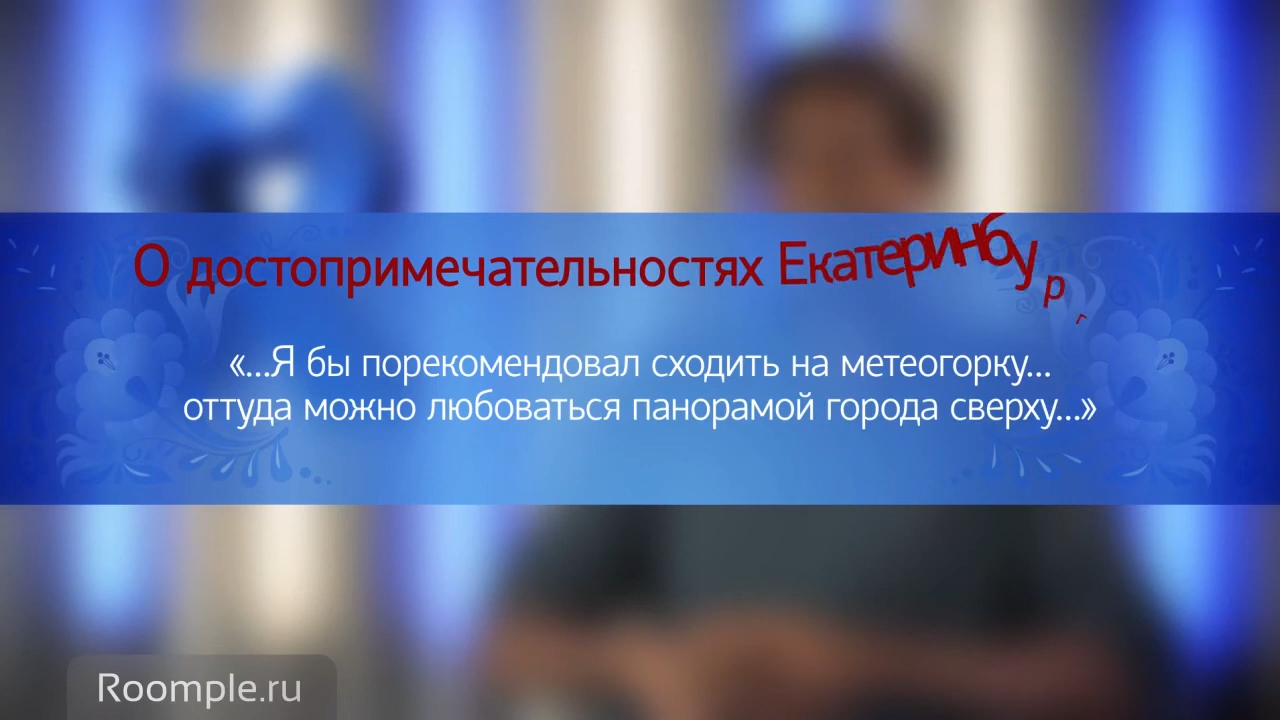 О достопримечательностях Екатеринбург
«...Я бы порекомендовал сходить на метеогорку...
оттуда можно любоваться панорамой города сверху...»
Roomple.ru